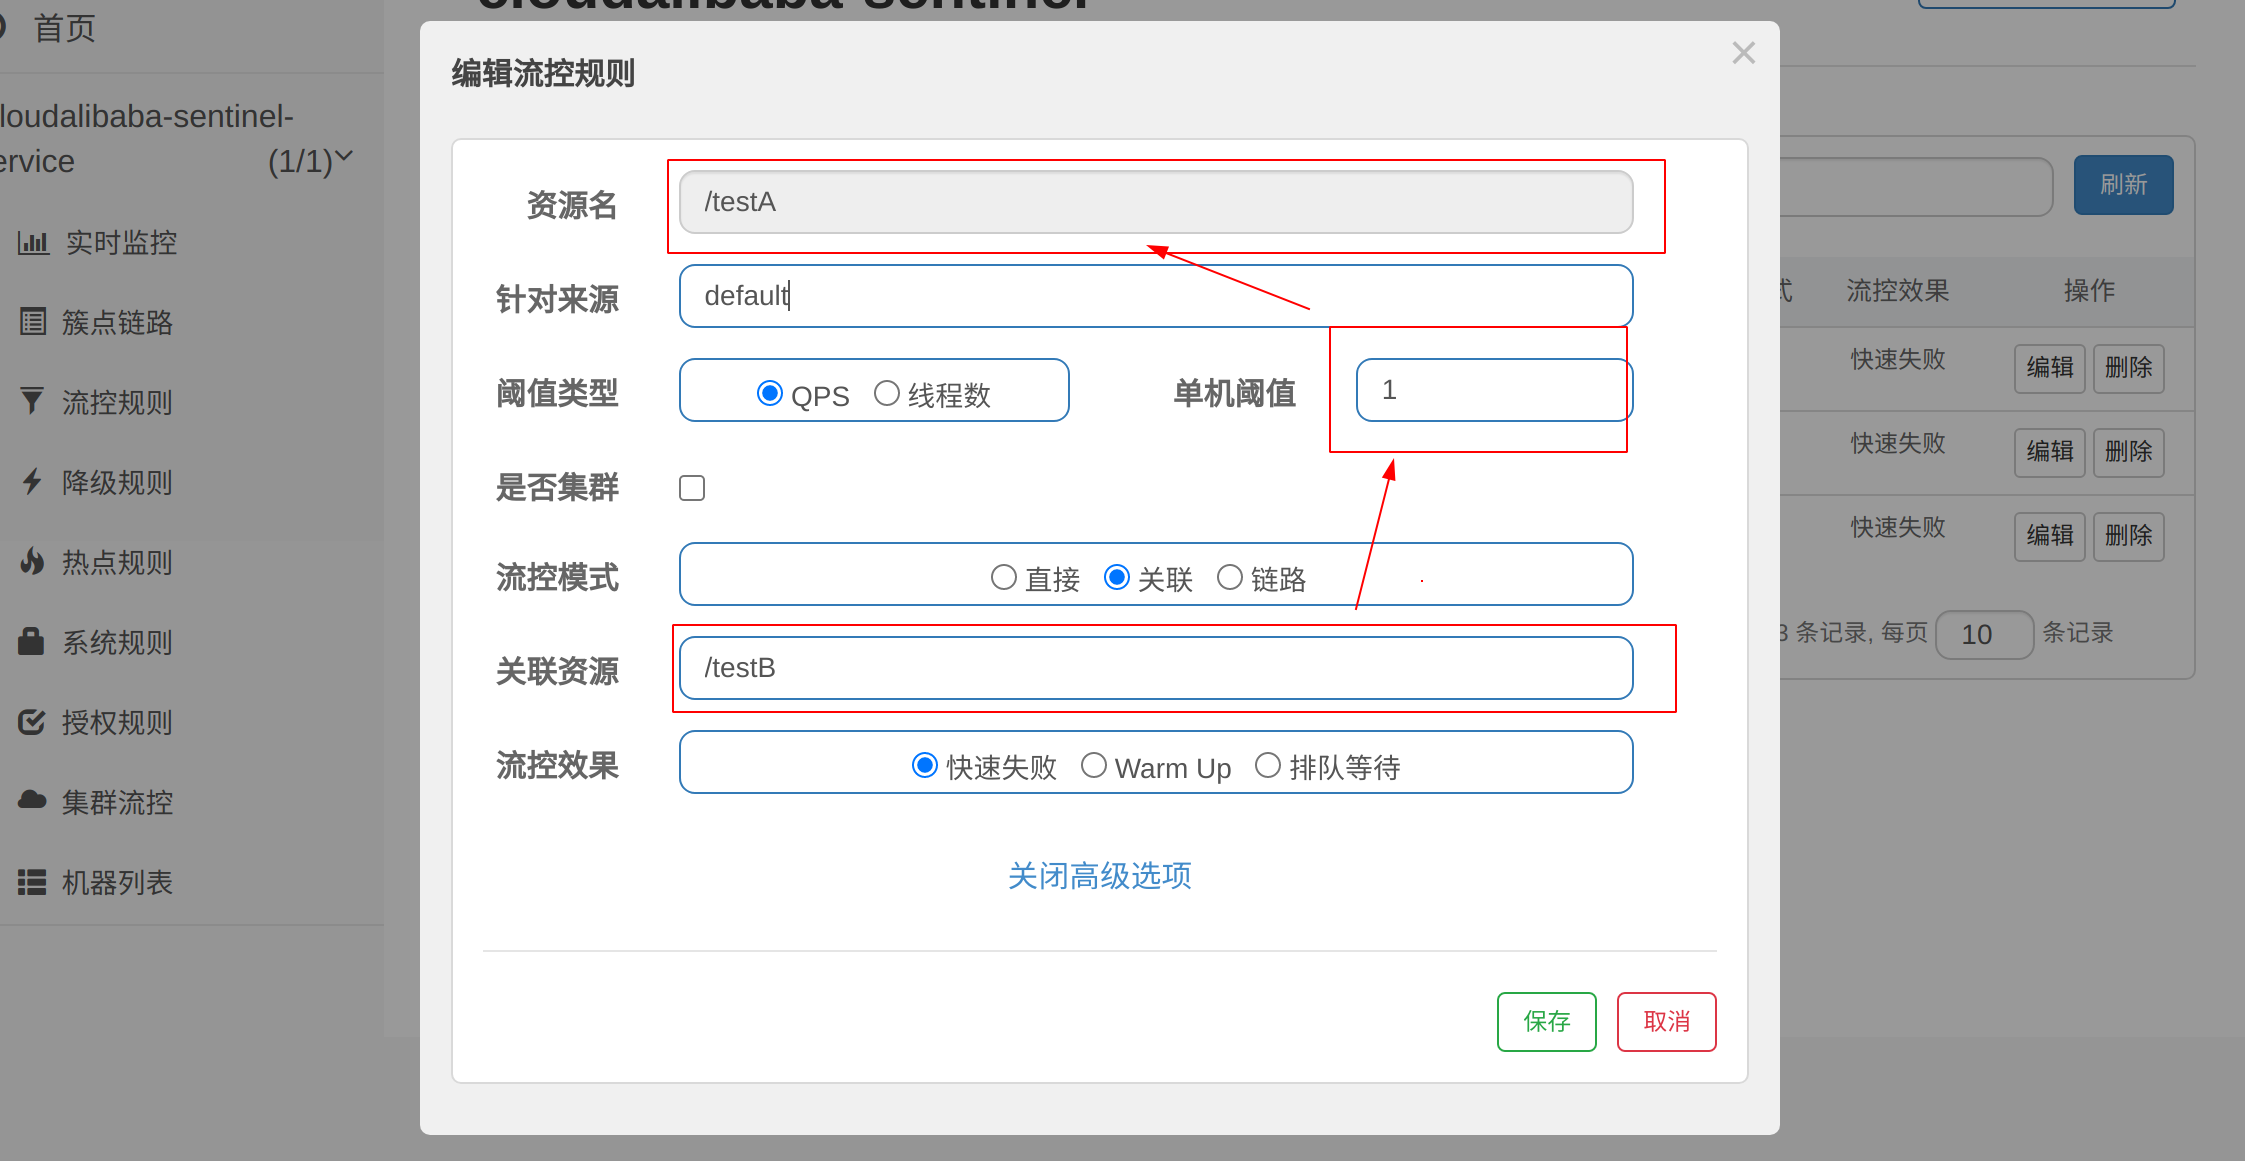 首页
cloudalibaba-sentinel
loudalibaba-sentinel-
ervice (1/1)
实时监控
簇点链路
流控规则
降级规则
热点规则
系统规则
授权规则
集群流控
机器列表
编辑流控规则
资源名 /testA
针对来源 default
阈值类型 QPS 线程数 单机阈值 1
是否集群
流控模式 直接 关联 链路
关联资源 /testB
流控效果 快速失败 Warm Up 排队等待
关闭高级选项
保存 取消
刷新
式 流控效果 操作
快速失败 编辑 删除
快速失败 编辑 删除
快速失败 编辑 删除
3 条记录, 每页 10 条记录